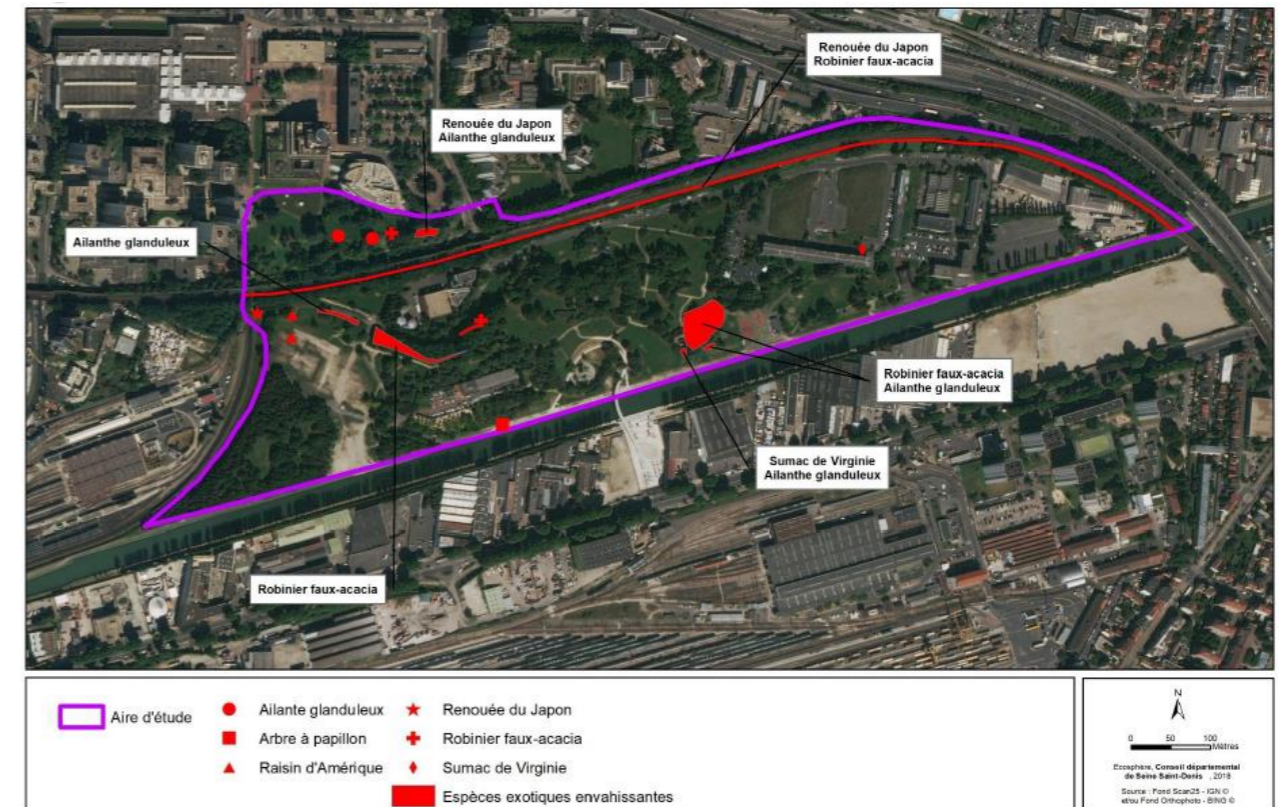 Renouée du Japon
Robinier faux-acacia
Renouée du Japon
Ailanthe glanduleux
Ailanthe glanduleux
Robinier faux-acacia
Ailanthe glanduleux
Sumac de Virginie
Ailanthe glanduleux
Robinier faux-acacia
Aire d'étude
Ailante glanduleux
Renouée du Japon
Arbre à papillon
Robinier faux-acacia
Raisin d'Amérique
Sumac de Virginie
Espèces exotiques envahissantes
N
0 50 100
Mètres
Ecosphère, Conseil départemental
de Seine Saint-Denis , 2018
Source : Fond Scan25 - IGN ©
et/ou Fond Orthophoto - BING ©